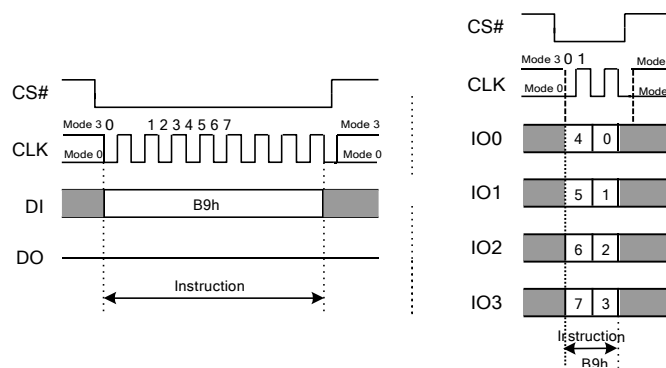 CS#
Mode 3 0 1 2 3 4 5 6 7 Mode 3
CLK
Mode 0 Mode 0
DI B9h
DO
Instruction
CS#
Mode 3 0 1 Mode
CLK
Mode 0 Mode
IO0 4 0
IO1 5 1
IO2 6 2
IO3 7 3
Instruction
B9h